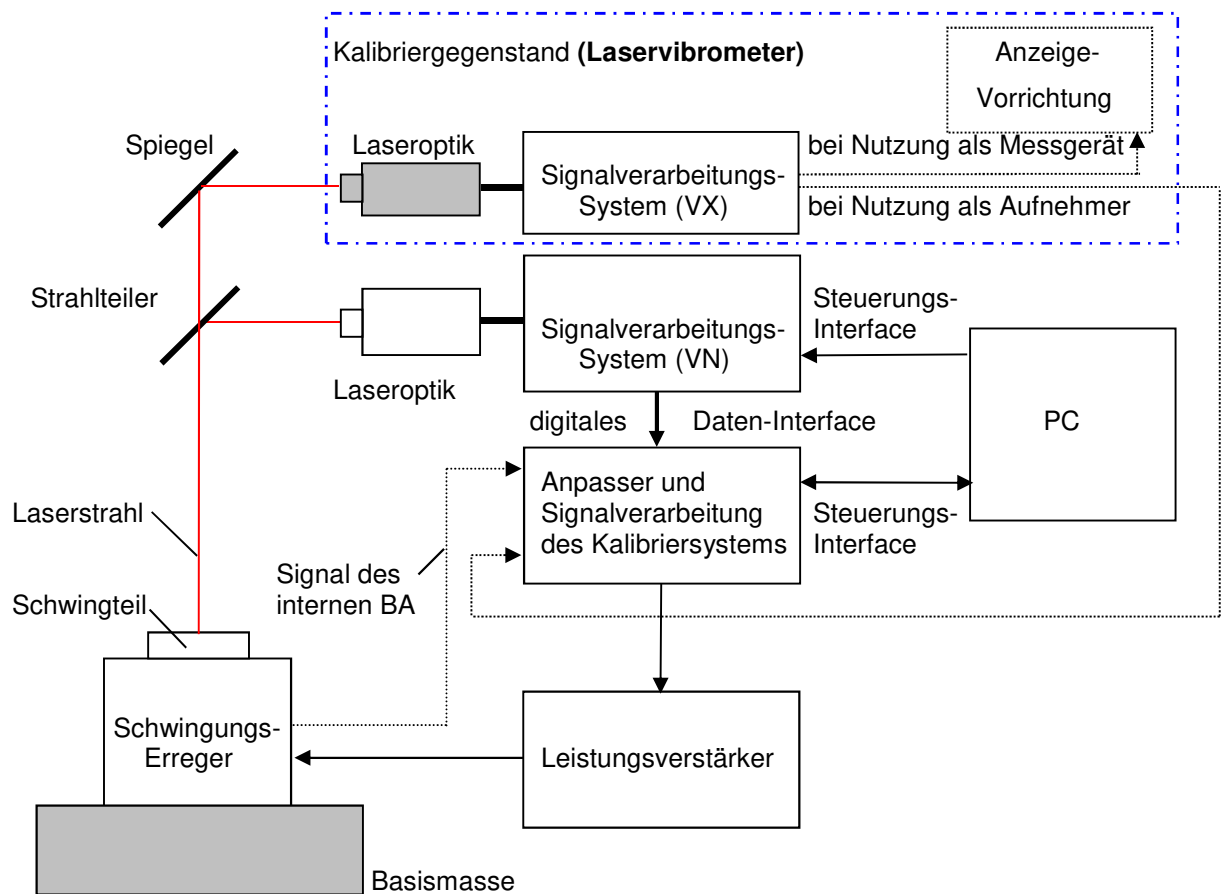 Kalibriergegenstand (Laservibrometer)
Anzeige-
Vorrichtung
Spiegel
Laseroptik
Signalverarbeitungs-
System (VX)
bei Nutzung als Messgerät
bei Nutzung als Aufnehmer
Strahlteiler
Laseroptik
Signalverarbeitungs-
System (VN)
Steuerungs-
Interface
PC
digitales Daten-Interface
Anpasser und
Signalverarbeitung
des Kalibriersystems
Steuerungs-
Interface
Laserstrahl
Signal des
internen BA
Schwingteil
Schwingungs-
Erreger
Leistungsverstärker
Basismasse